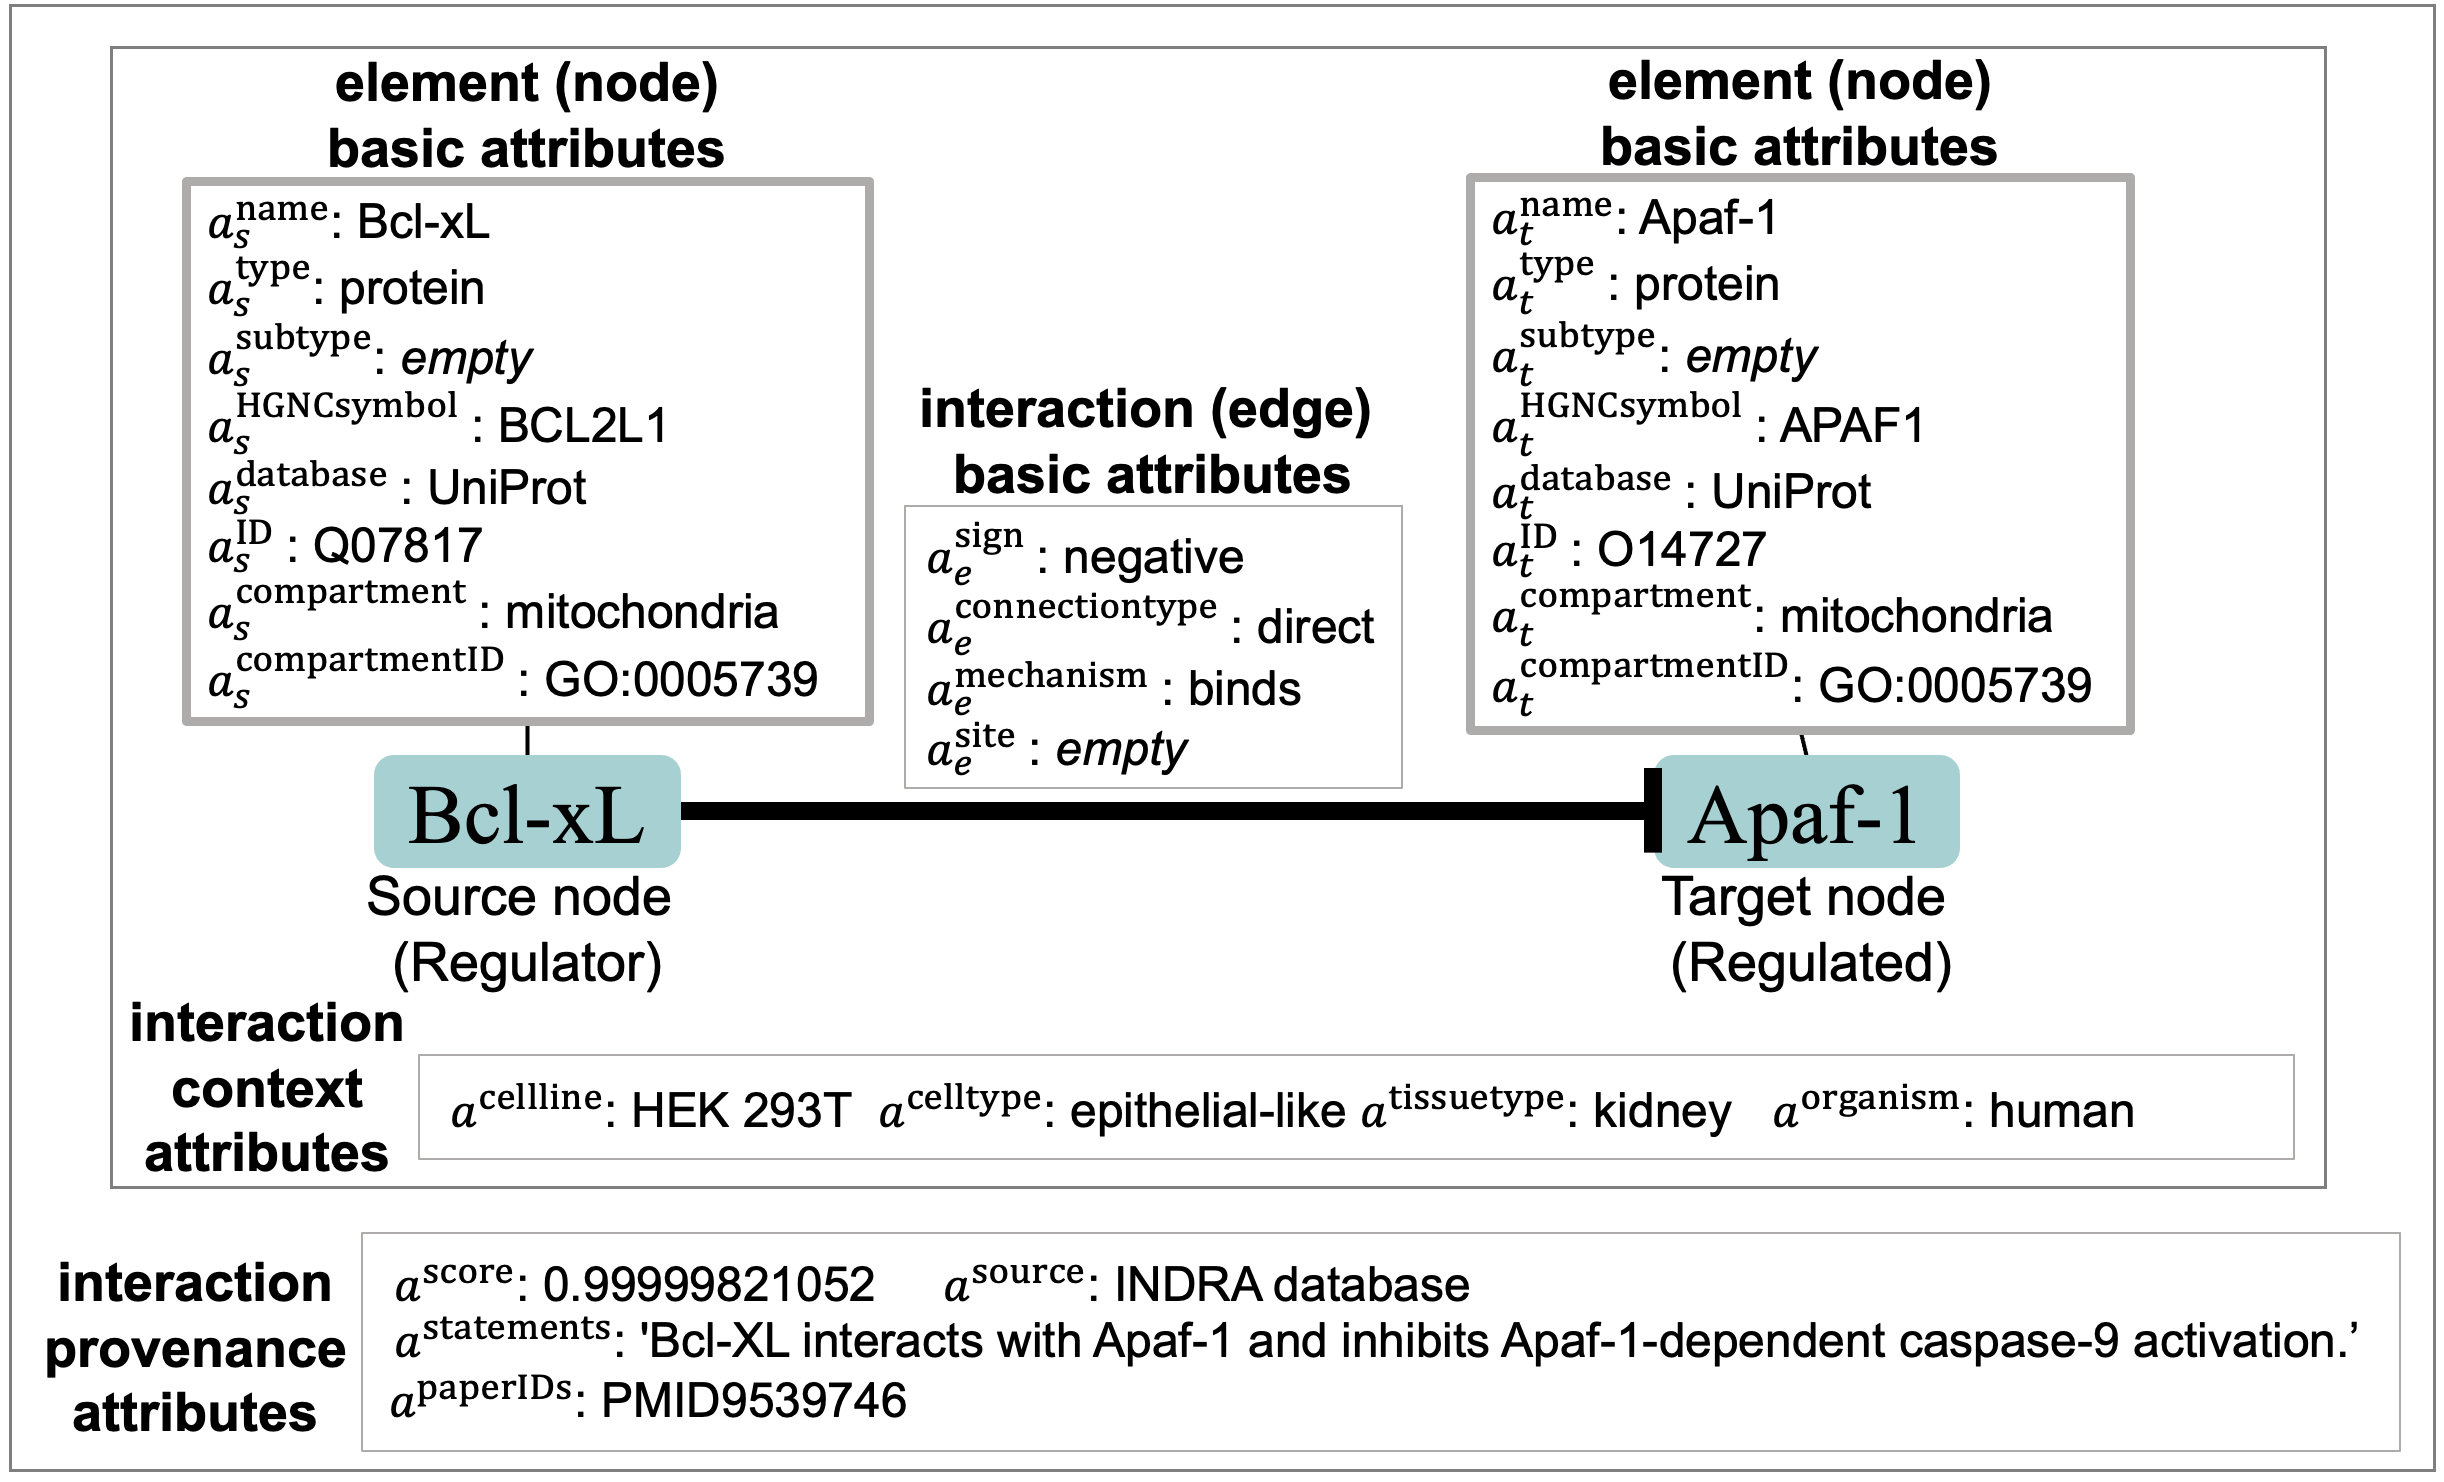 element (node)
basic attributes
a_s^name: Bcl-xL
a_s^type: protein
a_s^subtype: empty
a_s^HGNCsymbol : BCL2L1
a_s^database : UniProt
a_s^ID : Q07817
a_s^compartment : mitochondria
a_s^compartmentID : GO:0005739
interaction (edge)
basic attributes
a_e^sign : negative
a_e^connectiontype : direct
a_e^mechanism : binds
a_e^site : empty
element (node)
basic attributes
a_t^name: Apaf-1
a_t^type : protein
a_t^subtype: empty
a_t^HGNCsymbol : APAF1
a_t^database : UniProt
a_t^ID : O14727
a_t^compartment: mitochondria
a_t^compartmentID: GO:0005739
Bcl-xL
Source node
(Regulator)
Apaf-1
Target node
(Regulated)
interaction
context
attributes
a^cellline: HEK 293T a^celltype: epithelial-like a^tissuetype: kidney a^organism: human
interaction
provenance
attributes
a^score: 0.99999821052 a^source: INDRA database
a^statements: 'Bcl-XL interacts with Apaf-1 and inhibits Apaf-1-dependent caspase-9 activation.’
a^paperIDs: PMID9539746